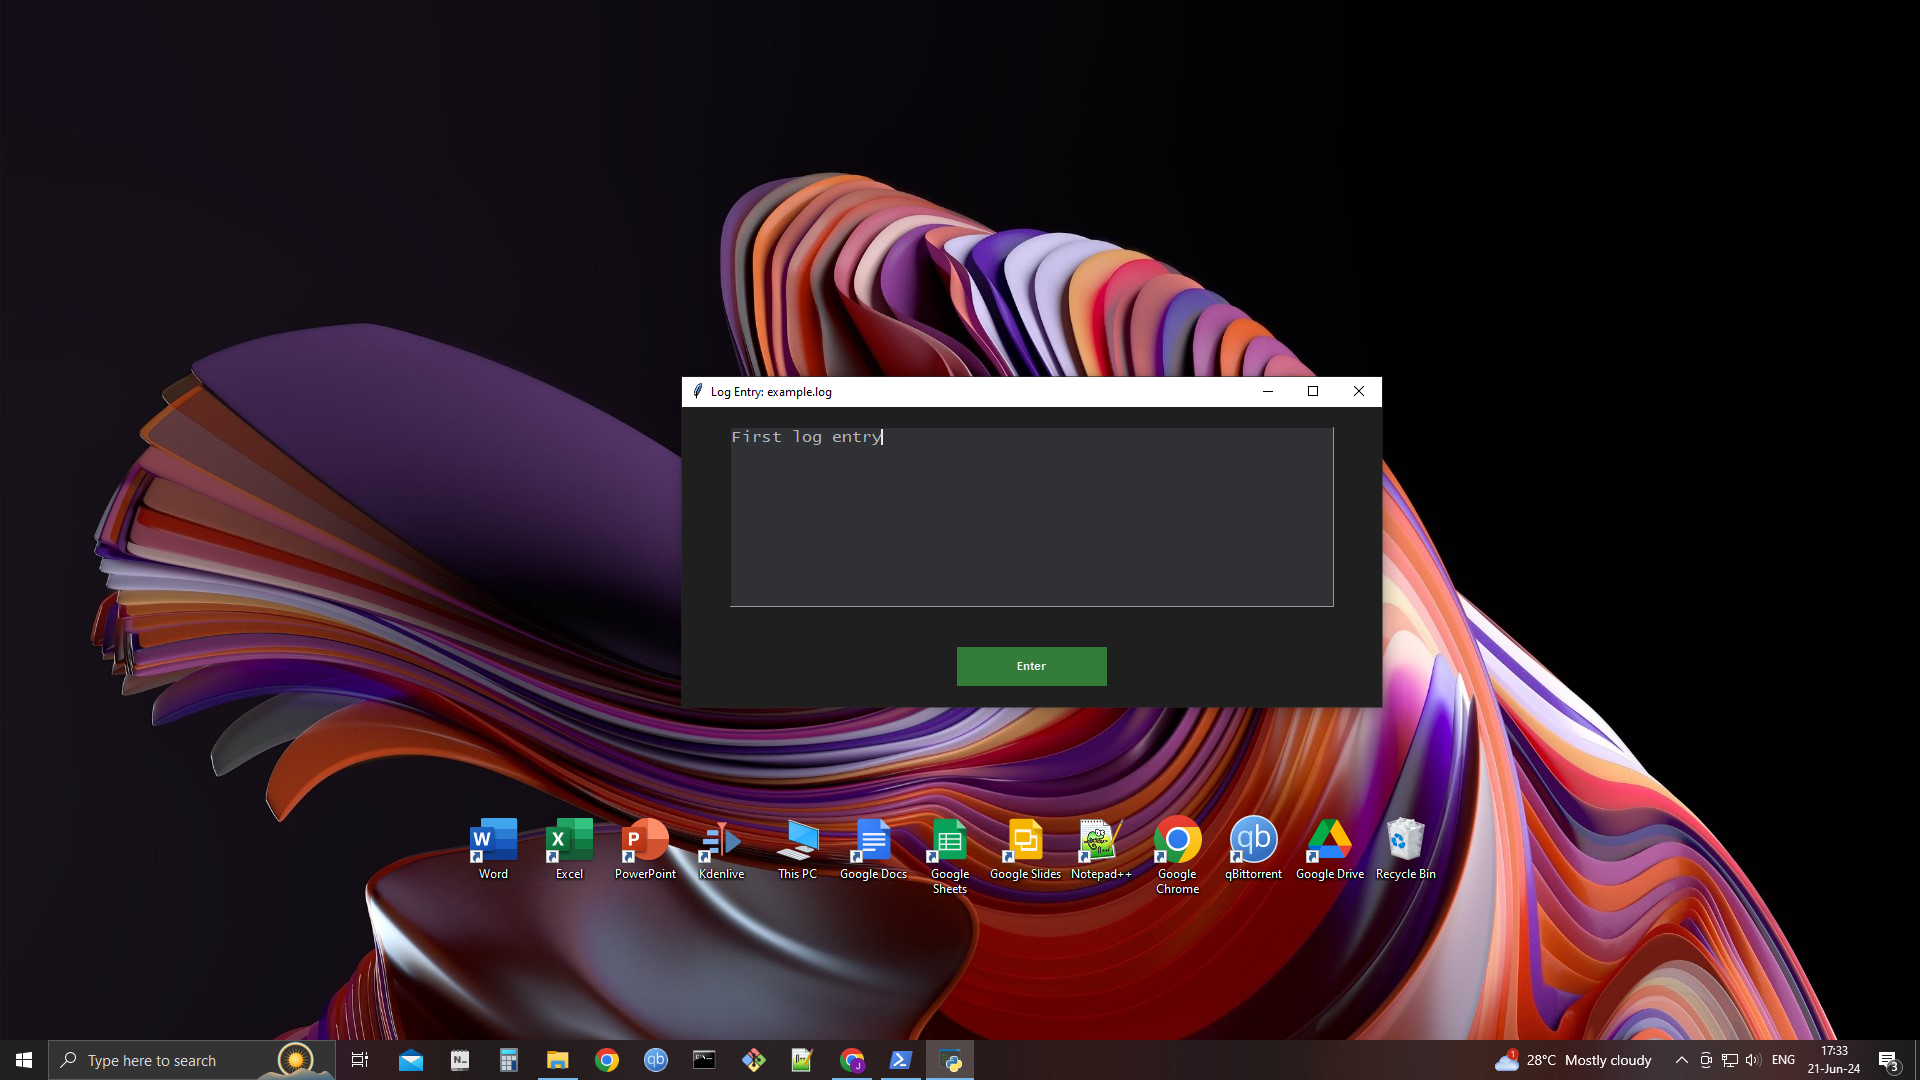 Log Entry: example.log
First log entry
Enter
Word
Excel
PowerPoint
Kdenlive
This PC
Google Docs
Google
Sheets
Google Slides
Notepad++
Google
Chrome
qBittorrent
Google Drive
Recycle Bin
Type here to search
28°C Mostly cloudy
ENG
17:33
21-Jun-24
3